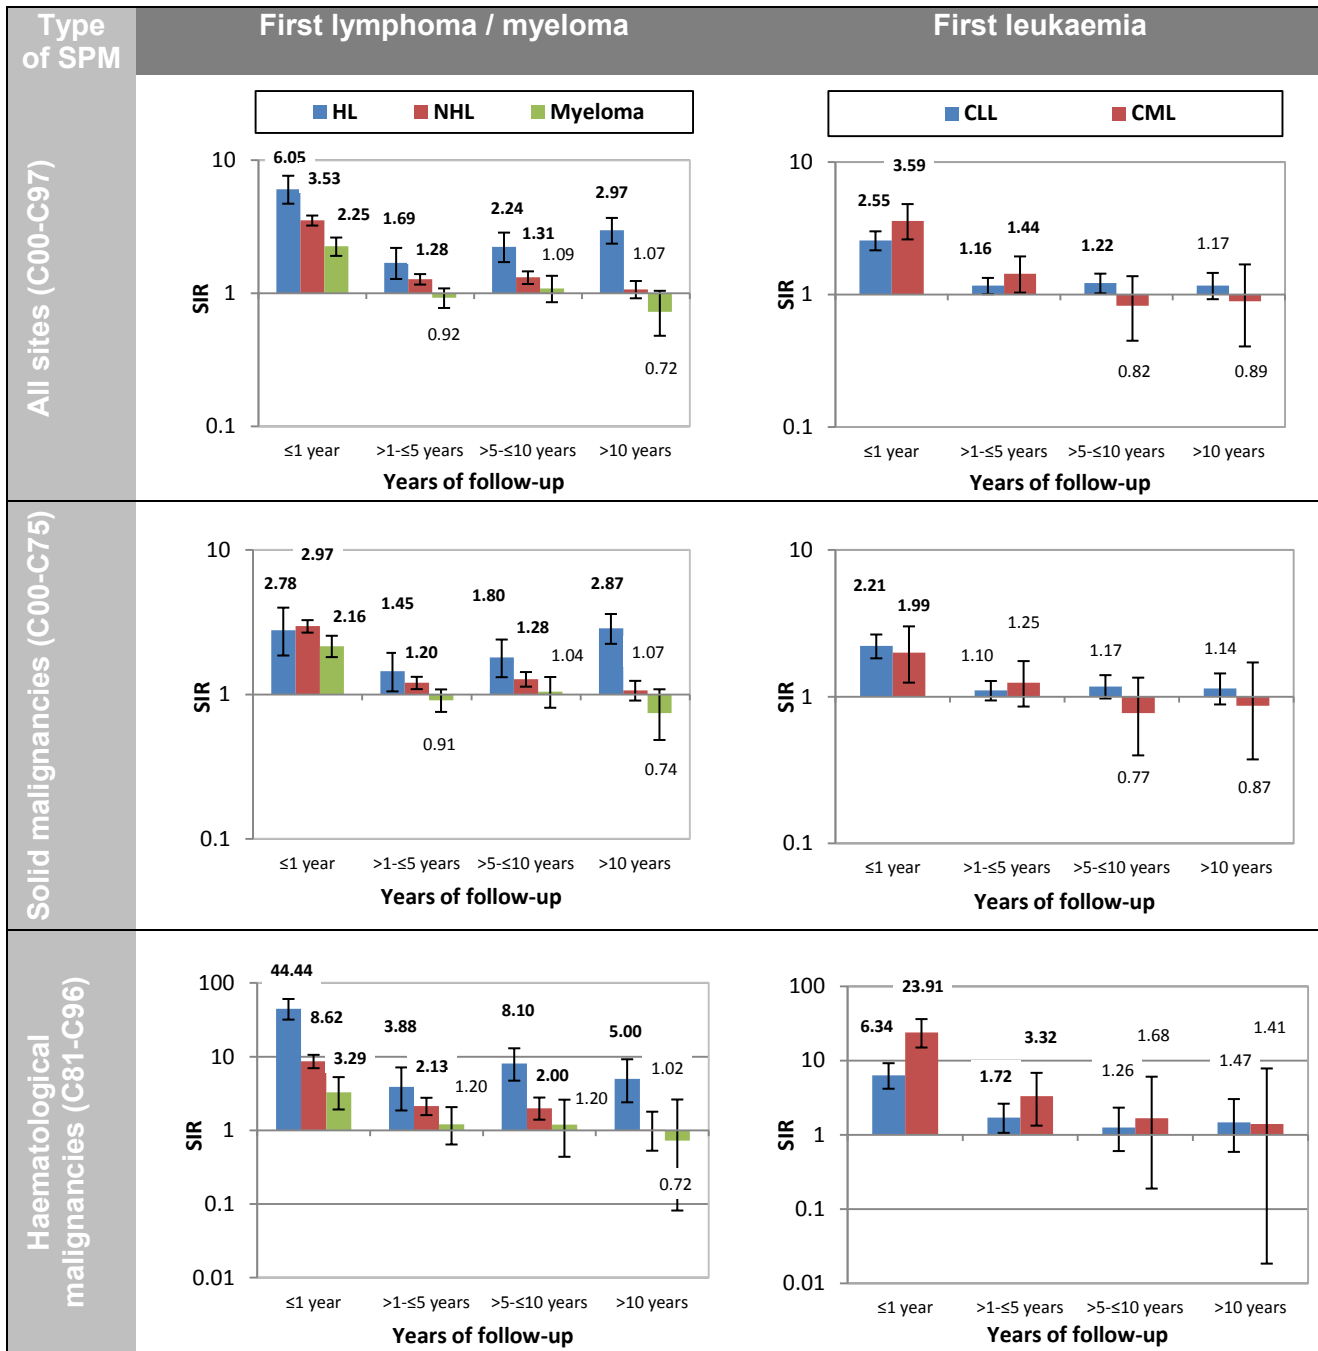 Type of SPM
First lymphoma / myeloma
First leukaemia
All sites (C00-C97)
HL NHL Myeloma
SIR
10
1
0.1
6.05 3.53 2.25
1.69 1.28 0.92
2.24 1.31 1.09
2.97 1.07 0.72
≤1 year >1-≤5 years >5-≤10 years >10 years
Years of follow-up
CLL CML
SIR
10
1
0.1
2.55 3.59
1.16 1.44
1.22 0.82
1.17 0.89
≤1 year >1-≤5 years >5-≤10 years >10 years
Years of follow-up
Solid malignancies (C00-C75)
SIR
10
1
0.1
2.78 2.97 2.16
1.45 1.20 0.91
1.80 1.28 1.04
2.87 1.07 0.74
≤1 year >1-≤5 years >5-≤10 years >10 years
Years of follow-up
SIR
10
1
0.1
2.21 1.99
1.10 1.25
1.17 0.77
1.14 0.87
≤1 year >1-≤5 years >5-≤10 years >10 years
Years of follow-up
Haematological
malignancies (C81-C96)
SIR
100
10
1
0.1
0.01
44.44 8.62 3.29
3.88 2.13 1.20
8.10 2.00 1.20
5.00 1.02 0.72
≤1 year >1-≤5 years >5-≤10 years >10 years
Years of follow-up
SIR
100
10
1
0.1
0.01
6.34 23.91
1.72 3.32
1.26 1.68
1.47 1.41
≤1 year >1-≤5 years >5-≤10 years >10 years
Years of follow-up